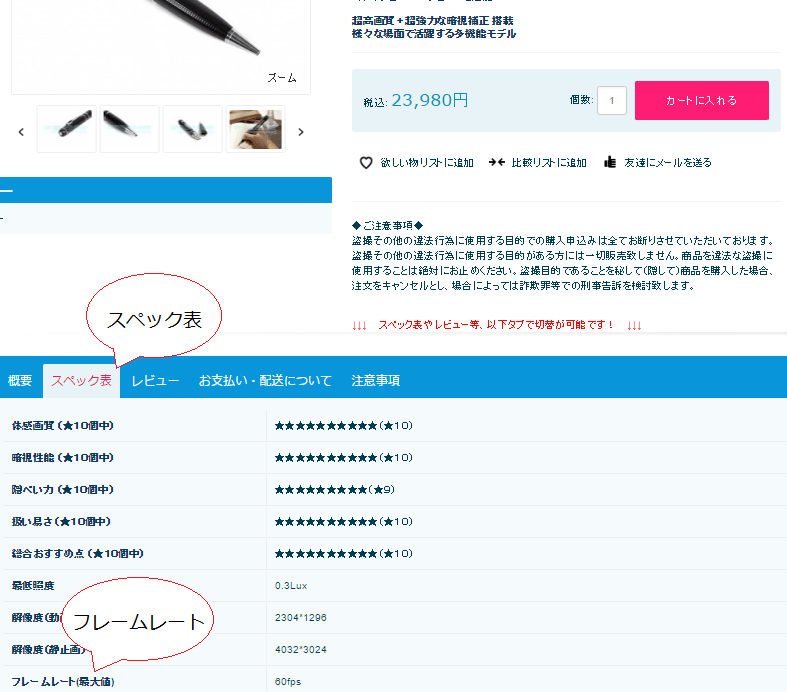 超高画質+超強力な暗視補正 搭載
様々な場面で活躍する多機能モデル
ズーム
税込: 23,980円
個数: 1
カートに入れる
欲しい物リストに追加
比較リストに追加
友達にメールを送る
◆ご注意事項◆
盗撮その他の違法行為に使用する目的での購入申込みは全てお断りさせていただいております。
盗撮その他の違法行為に使用する目的がある方には一切販売致しません。商品を違法な盗撮に
使用することは絶対にお止めください。盗撮目的であることを秘して(隠して)商品を購入した場合、
注文をキャンセルとし、場合によっては詐欺罪等での刑事告訴を検討致します。
↓↓↓ スペック表やレビュー等、以下タブで切替が可能です! ↓↓↓
スペック表
概要 スペック表 レビュー お支払い・配送について 注意事項
体感画質 (★10個中) ★★★★★★★★★★(★10)
暗視性能 (★10個中) ★★★★★★★★★★(★10)
隠ぺい力 (★10個中) ★★★★★★★★★(★9)
扱い易さ(★10個中) ★★★★★★★★★★(★10)
総合おすすめ点 (★10個中) ★★★★★★★★★★(★10)
最低照度 0.3Lux
解像度(動 2304*1296
フレームレート
解像度(静止画) 4032*3024
フレームレート(最大値) 60fps